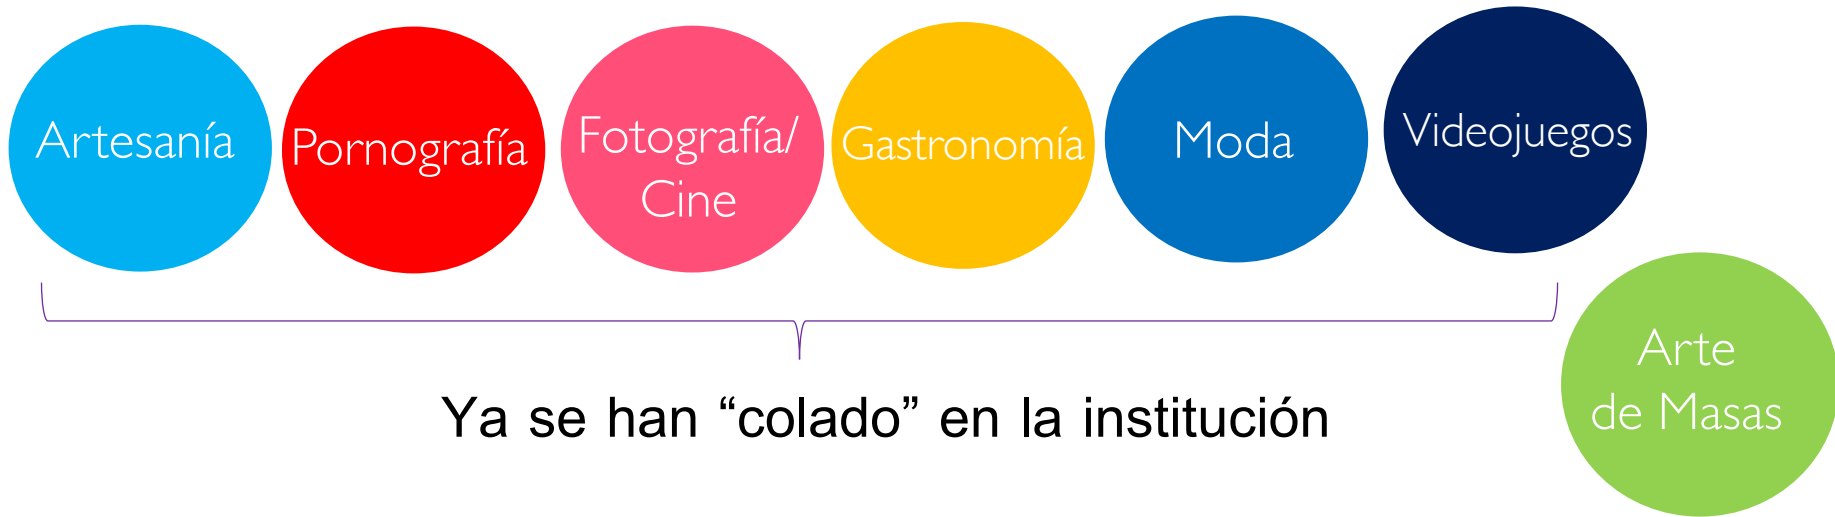 Artesanía
Pornografía
Fotografía/
Cine
Gastronomía
Moda
Videojuegos
Ya se han “colado” en la institución
Arte
de Masas